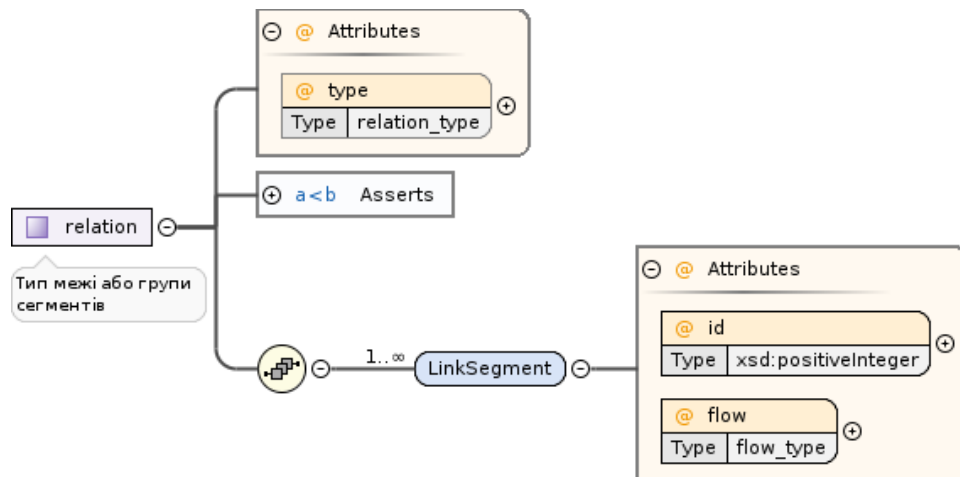 @ Attributes
@ type
Type relation_type
a<b Asserts
relation
Тип межі або групи
сегментів
1..∞
LinkSegment
@ Attributes
@ id
Type xsd:positiveInteger
@ flow
Type flow_type